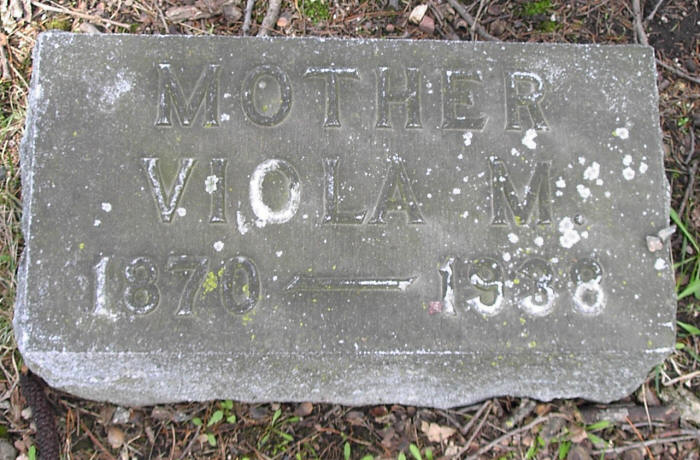 MOTHER
VIOLA M.
1870 — 1938